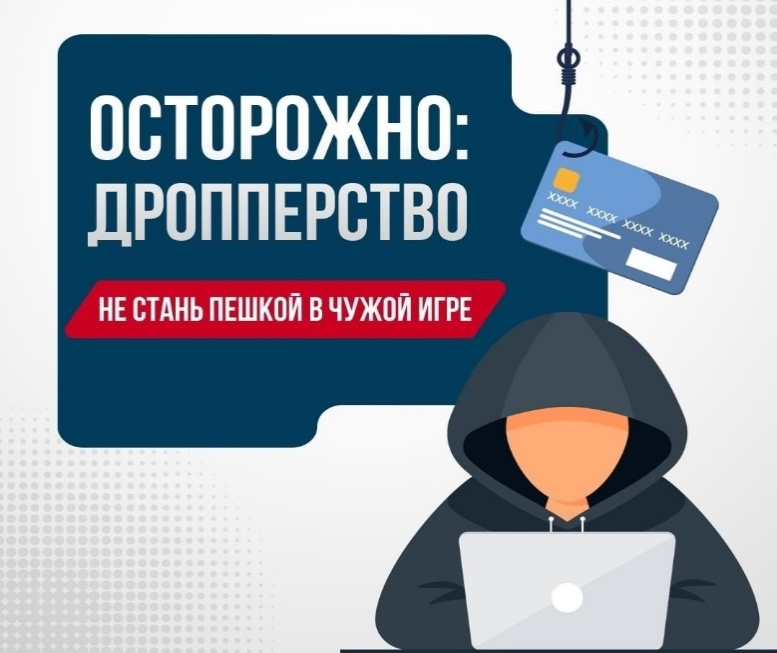 ОСТОРОЖНО:
ДРОППЕРСТВО
НЕ СТАНЬ ПЕШКОЙ В ЧУЖОЙ ИГРЕ
XXXX XXXX XXXX XXXX